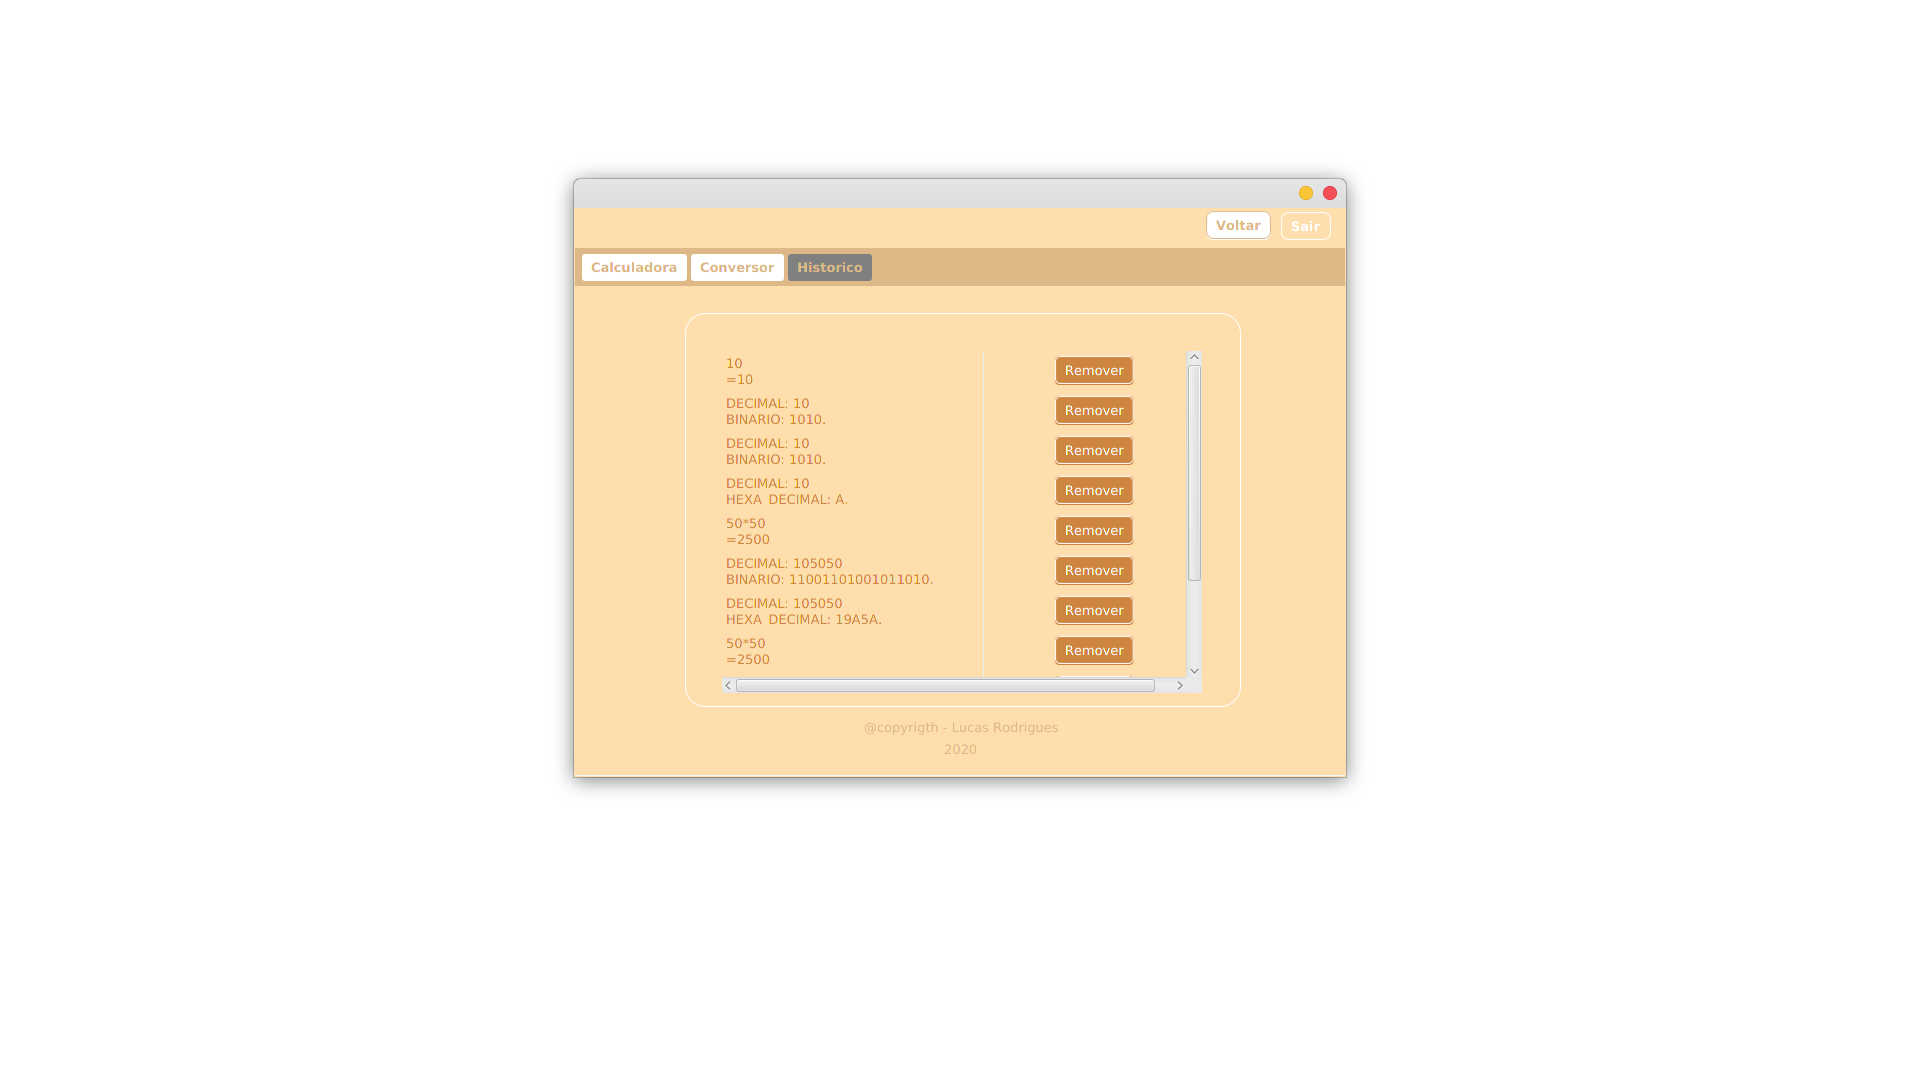 Voltar Sair
Calculadora Conversor Historico
10
=10
Remover
DECIMAL: 10
BINARIO: 1010.
Remover
DECIMAL: 10
BINARIO: 1010.
Remover
DECIMAL: 10
HEXA DECIMAL: A.
Remover
50*50
=2500
Remover
DECIMAL: 105050
BINARIO: 11001101001011010.
Remover
DECIMAL: 105050
HEXA DECIMAL: 19A5A.
Remover
50*50
=2500
Remover
@copyrigth - Lucas Rodrigues
2020